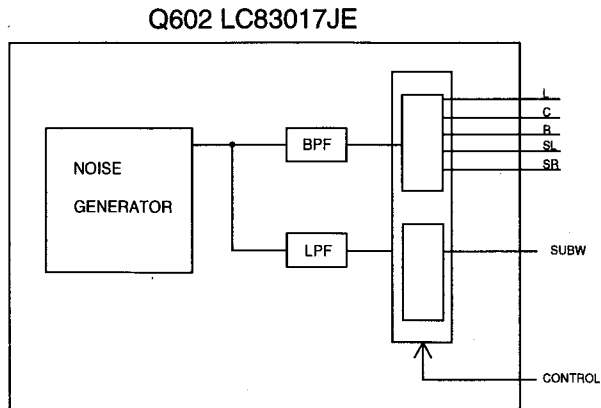 Q602 LC83017JE
NOISE
GENERATOR
BPF
LPF
L
C
R
SL
SR
SUBW
CONTROL